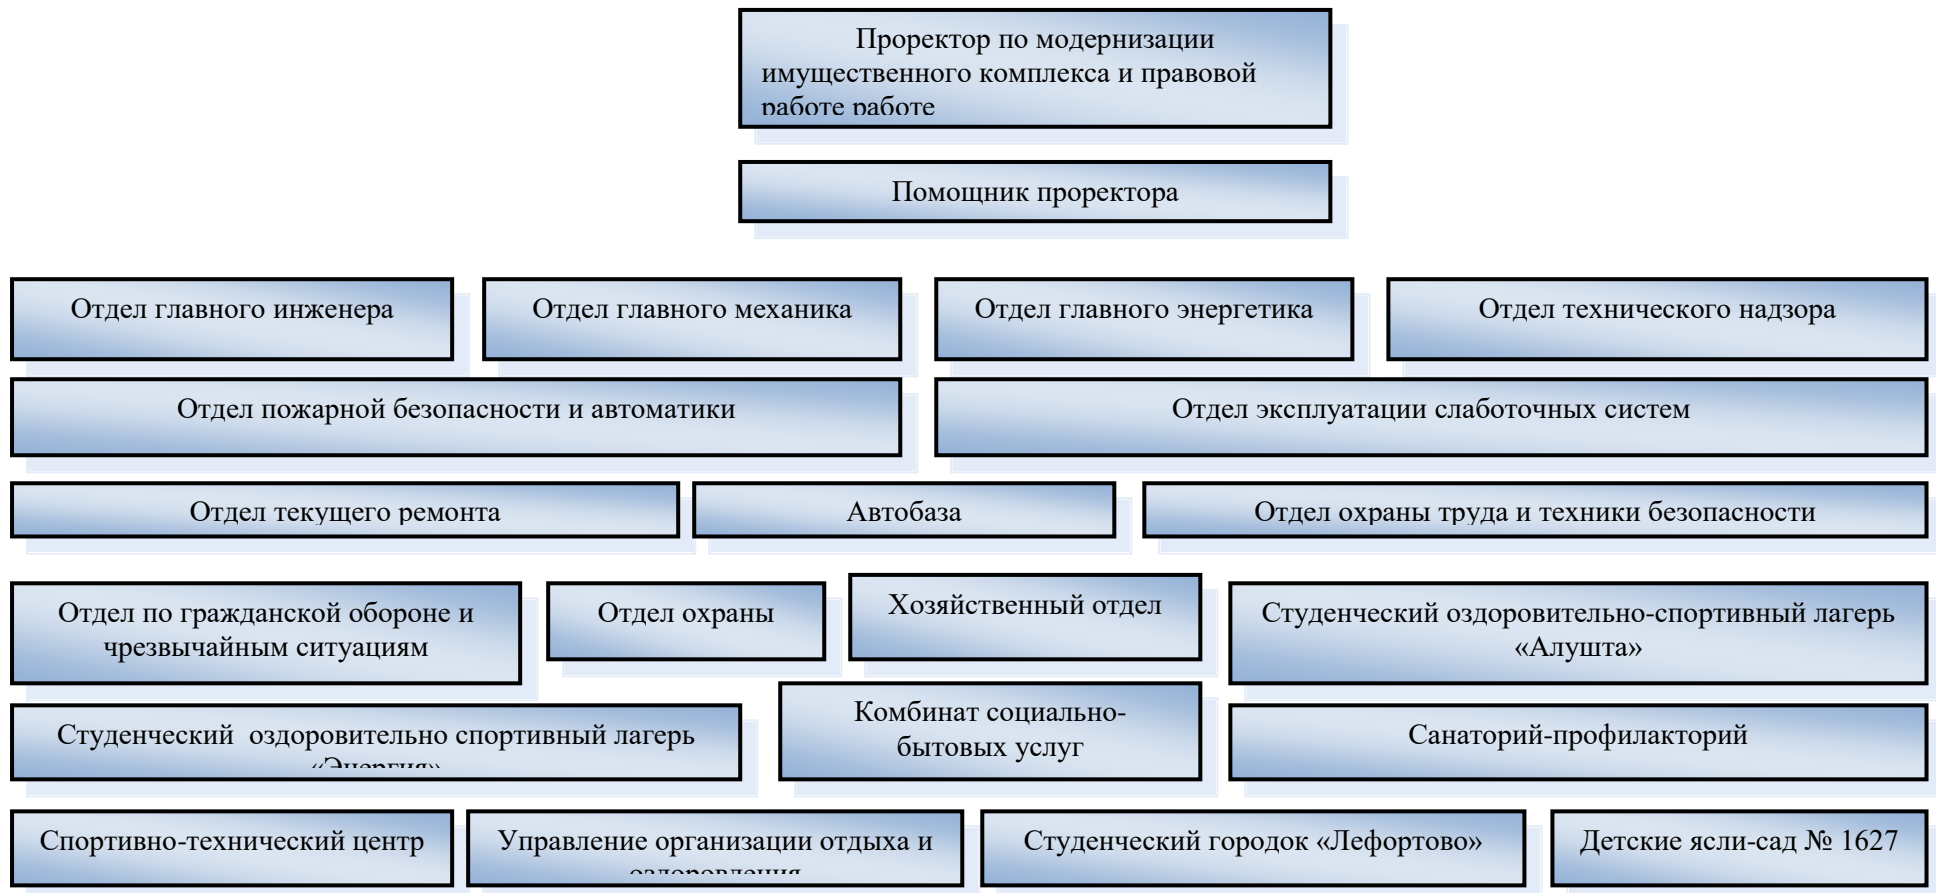 Проректор по модернизации
имущественного комплекса и правовой
работе работе
Помощник проректора
Отдел главного инженера
Отдел главного механика
Отдел главного энергетика
Отдел технического надзора
Отдел пожарной безопасности и автоматики
Отдел эксплуатации слаботочных систем
Отдел текущего ремонта
Автобаза
Отдел охраны труда и техники безопасности
Отдел по гражданской обороне и
чрезвычайным ситуациям
Отдел охраны
Хозяйственный отдел
Студенческий оздоровительно-спортивный лагерь
«Алушта»
Студенческий оздоровительно спортивный лагерь
«Энергия»
Комбинат социально-
бытовых услуг
Санаторий-профилакторий
Спортивно-технический центр
Управление организации отдыха и
оздоровления
Студенческий городок «Лефортово»
Детские ясли-сад № 1627